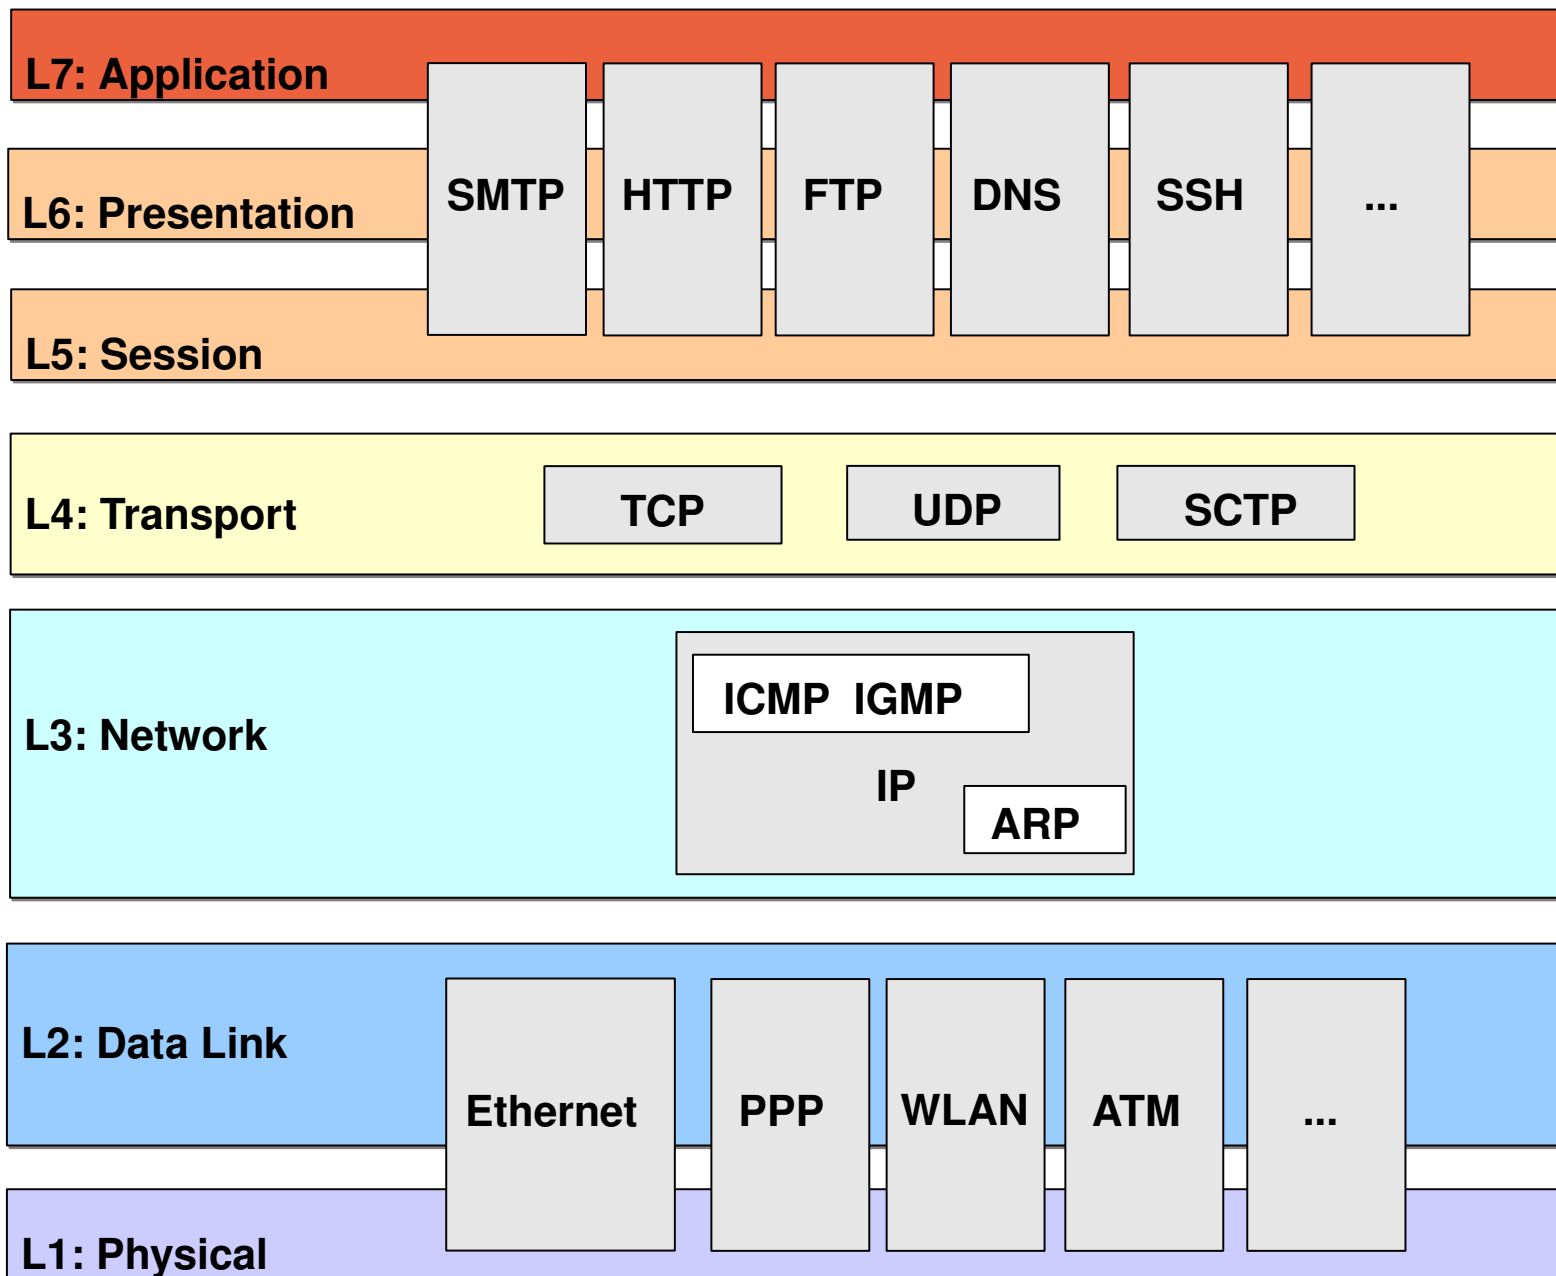 L7: Application
SMTP HTTP FTP DNS SSH ...
L6: Presentation
L5: Session
L4: Transport
TCP UDP SCTP
ICMP IGMP
L3: Network
IP
ARP
L2: Data Link
Ethernet PPP WLAN ATM ...
L1: Physical